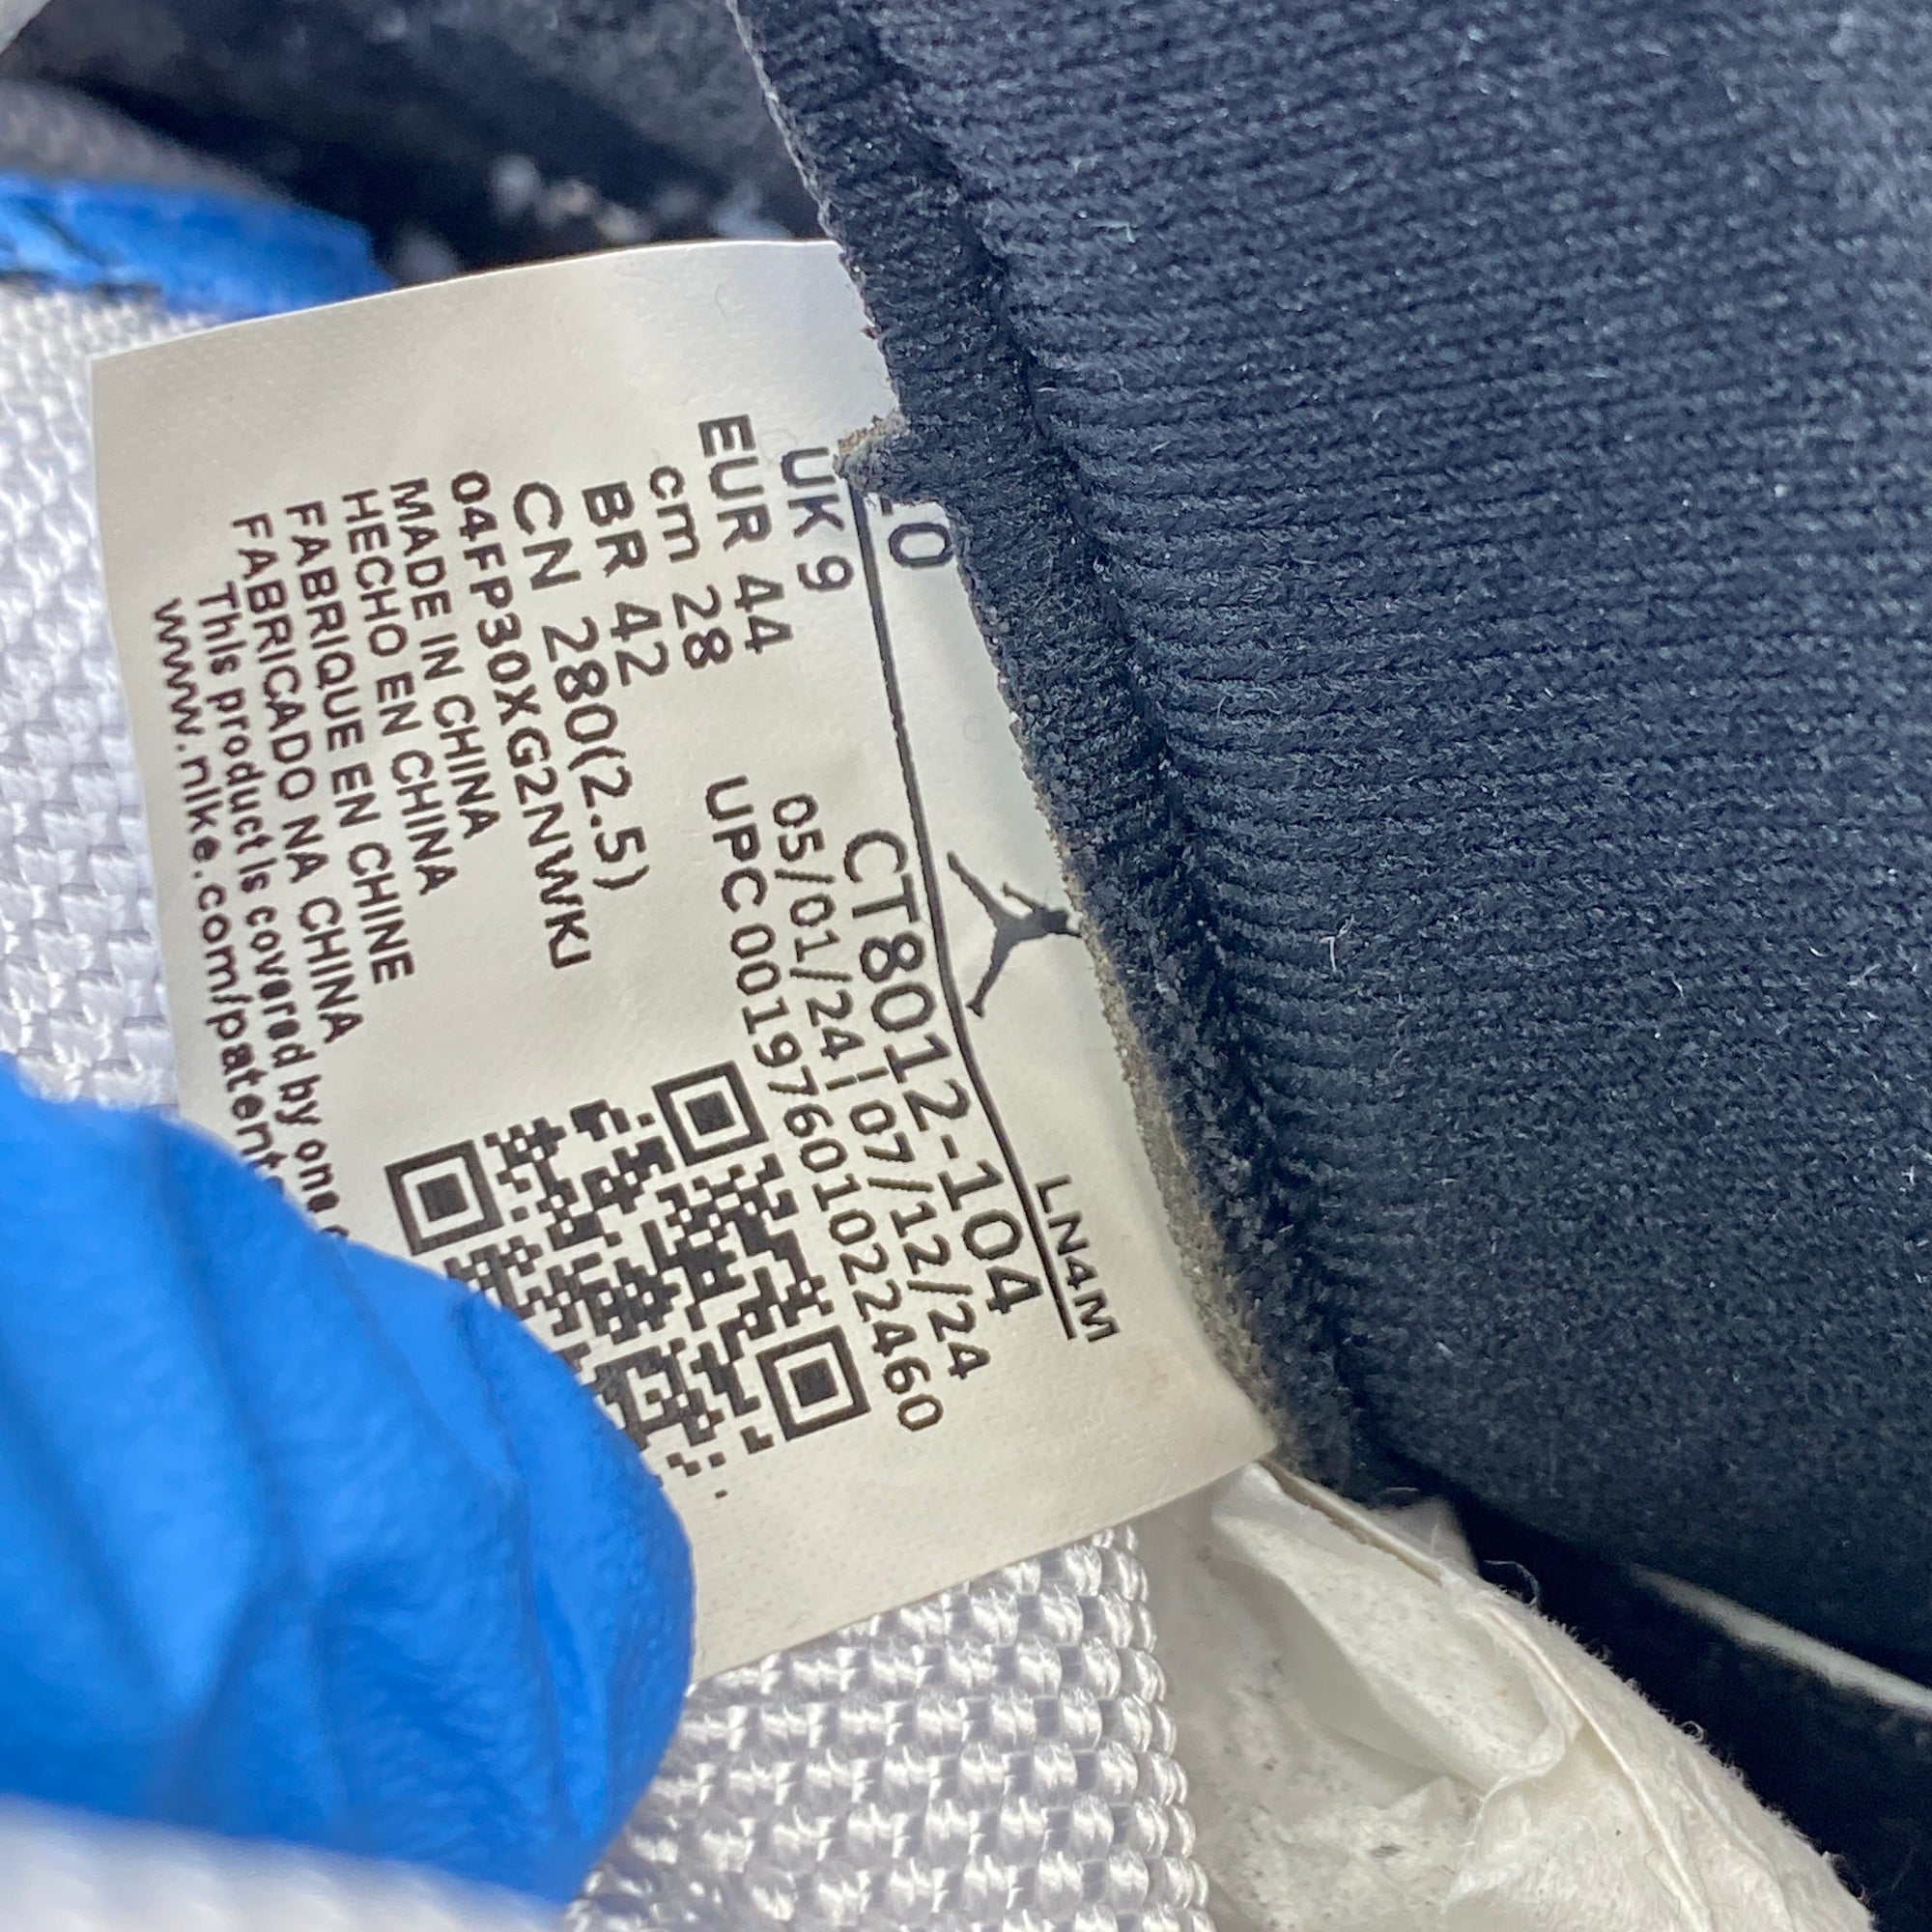 10
LN4M
UK 9
EUR 44
cm 28
BR 42
CN 280(2.5)
CT8012-104
05/01/24¦07/12/24
UPC 00197601022460
04FP30XG2NWKI
MADE IN CHINA
HECHO EN CHINA
FABRIQUE EN CHINE
FABRICADO NA CHINA
This product is covered by one
www.nike.com/patent